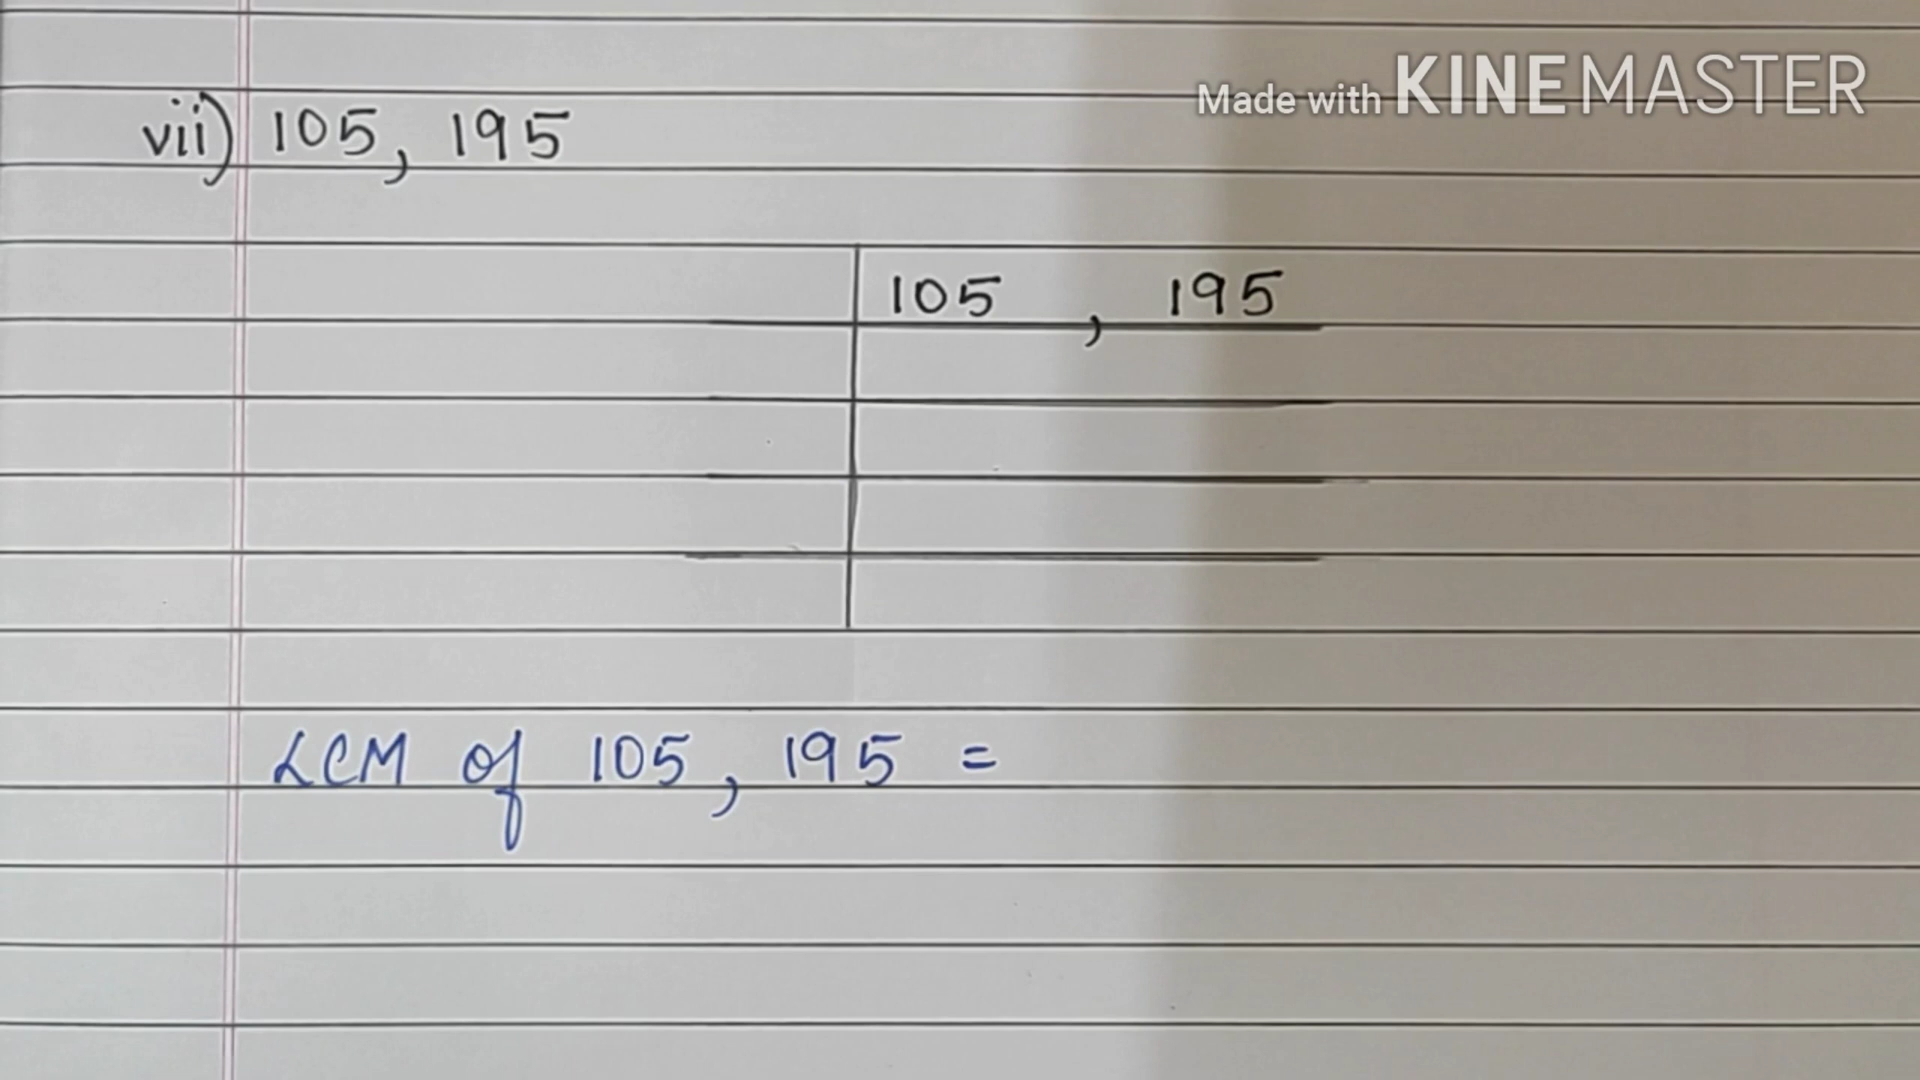 Made with KINEMASTER
vii) 105, 195
105 , 195
LCM of 105, 195 =